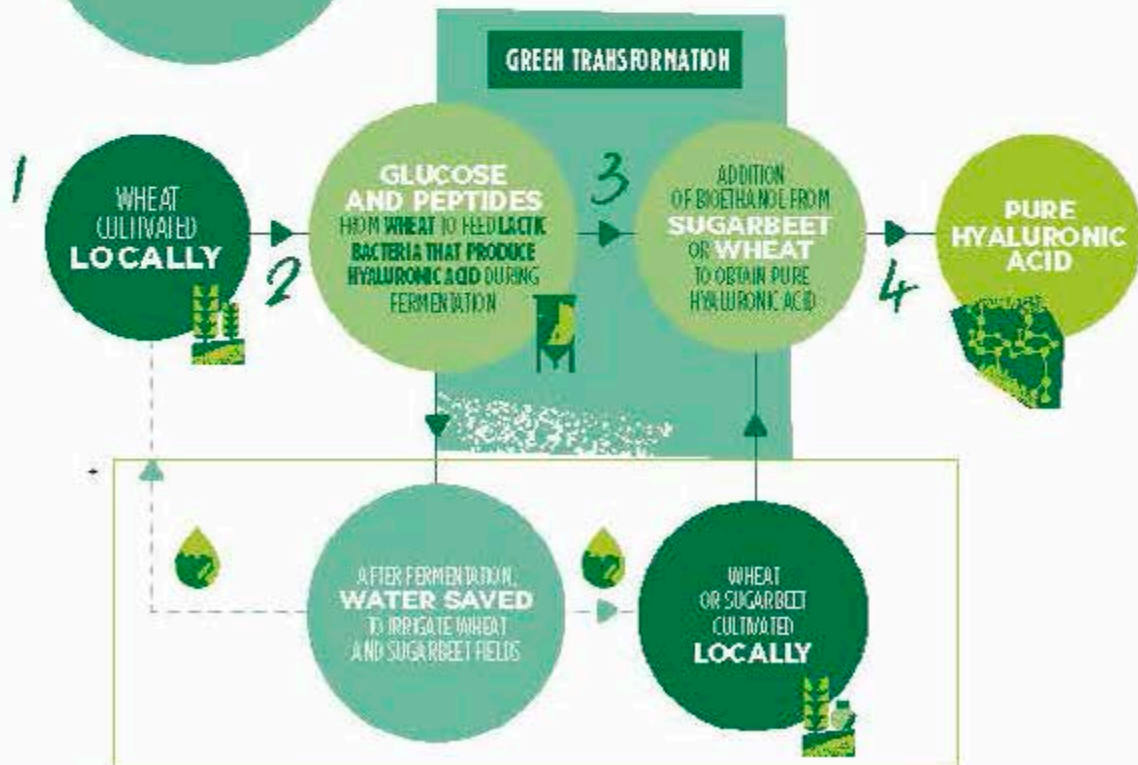 GREEN TRANSFORMATION
1
WHEAT
CULTIVATED
LOCALLY
2
GLUCOSE
AND PEPTIDES
FROM WHEAT TO FEED LACTIC
BACTERIA THAT PRODUCE
HYALURONIC ACID DURING
FERMENTATION
3
ADDITION
OF BIOETHANOL FROM
SUGARBEET
OR WHEAT
TO OBTAIN PURE
HYALURONIC ACID
4
PURE
HYALURONIC
ACID
AFTER FERMENTATION,
WATER SAVED
TO IRRIGATE WHEAT
AND SUGARBEET FIELDS
WHEAT
OR SUGARBEET
CULTIVATED
LOCALLY